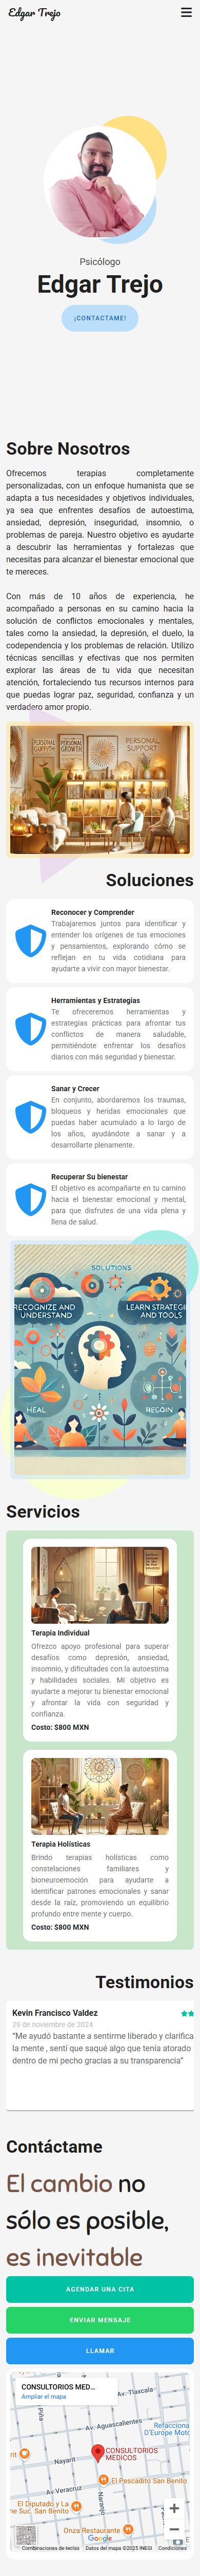 Edgar Trejo
Psicólogo
Edgar Trejo
¡CONTACTAME!
Sobre Nosotros
Ofrecemos terapias completamente
personalizadas, con un enfoque humanista que se
adapta a tus necesidades y objetivos individuales,
ya sea que enfrentes desafíos de autoestima,
ansiedad, depresión, inseguridad, insomnio, o
problemas de pareja. Nuestro objetivo es ayudarte
a descubrir las herramientas y fortalezas que
necesitas para alcanzar el bienestar emocional que
te mereces.
Con más de 10 años de experiencia, he
acompañado a personas en su camino hacia la
solución de conflictos emocionales y mentales,
tales como la ansiedad, la depresión, el duelo, la
codependencia y los problemas de relación. Utilizo
técnicas sencillas y efectivas que nos permiten
explorar las áreas de tu vida que necesitan
atención, fortaleciendo tus recursos internos para
que puedas lograr paz, seguridad, confianza y un
verdadero amor propio.
PERSONAL
PERSONAL
GROWTH
PERSONAL
SUPPORT
Soluciones
Reconocer y Comprender
Trabajaremos juntos para identificar y
entender los orígenes de tus emociones
y pensamientos, explorando cómo se
reflejan en tu vida cotidiana para
ayudarte a vivir con mayor bienestar.
Herramientas y Estrategias
Te ofreceremos herramientas y
estrategias prácticas para afrontar tus
conflictos de manera saludable,
permitiéndote enfrentar los desafíos
diarios con más seguridad y bienestar.
Sanar y Crecer
En conjunto, abordaremos los traumas,
bloqueos y heridas emocionales que
puedas haber acumulado a lo largo de
los años, ayudándote a sanar y a
desarrollarte plenamente.
Recuperar Su bienestar
El objetivo es acompañarte en tu camino
hacia el bienestar emocional y mental,
para que disfrutes de una vida plena y
llena de salud.
SOLUTIONS
RECOGNIZE AND
UNDERSTAND
LEARN STRATEGI
AND TOOLS
HEAL
REGAIN
Servicios
Terapia Individual
Ofrezco apoyo profesional para superar
desafíos como depresión, ansiedad,
insomnio, y dificultades con la autoestima
y habilidades sociales. Mi objetivo es
ayudarte a mejorar tu bienestar emocional
y afrontar la vida con seguridad y
confianza.
Costo: $800 MXN
Terapia Holísticas
Brindo terapias holísticas como
constelaciones familiares y
bioneuroemoción para ayudarte a
identificar patrones emocionales y sanar
desde la raíz, promoviendo un equilibrio
profundo entre mente y cuerpo.
Costo: $800 MXN
Testimonios
Kevin Francisco Valdez
29 de noviembre de 2024
“Me ayudó bastante a sentirme liberado y clarifica
la mente , sentí que saqué algo que tenía atorado
dentro de mi pecho gracias a su transparencia”
Contáctame
El cambio no
sólo es posible,
es inevitable
AGENDAR UNA CITA
ENVIAR MENSAJE
LLAMAR
CONSULTORIOS MED...
Ampliar el mapa
Av. Tlaxcala
Av. Aguascalientes
Refacciona
D'Europe Moto
CONSULTORIOS
MEDICOS
Nayarit
El Pescadito San Benito
Av. Veracruz
El Diputado y La
ne Suc. San Benito
Naranjo
Onza Restaurante
Google
Combinaciones de teclas
Datos del mapa ©2025 INEGI
Condiciones